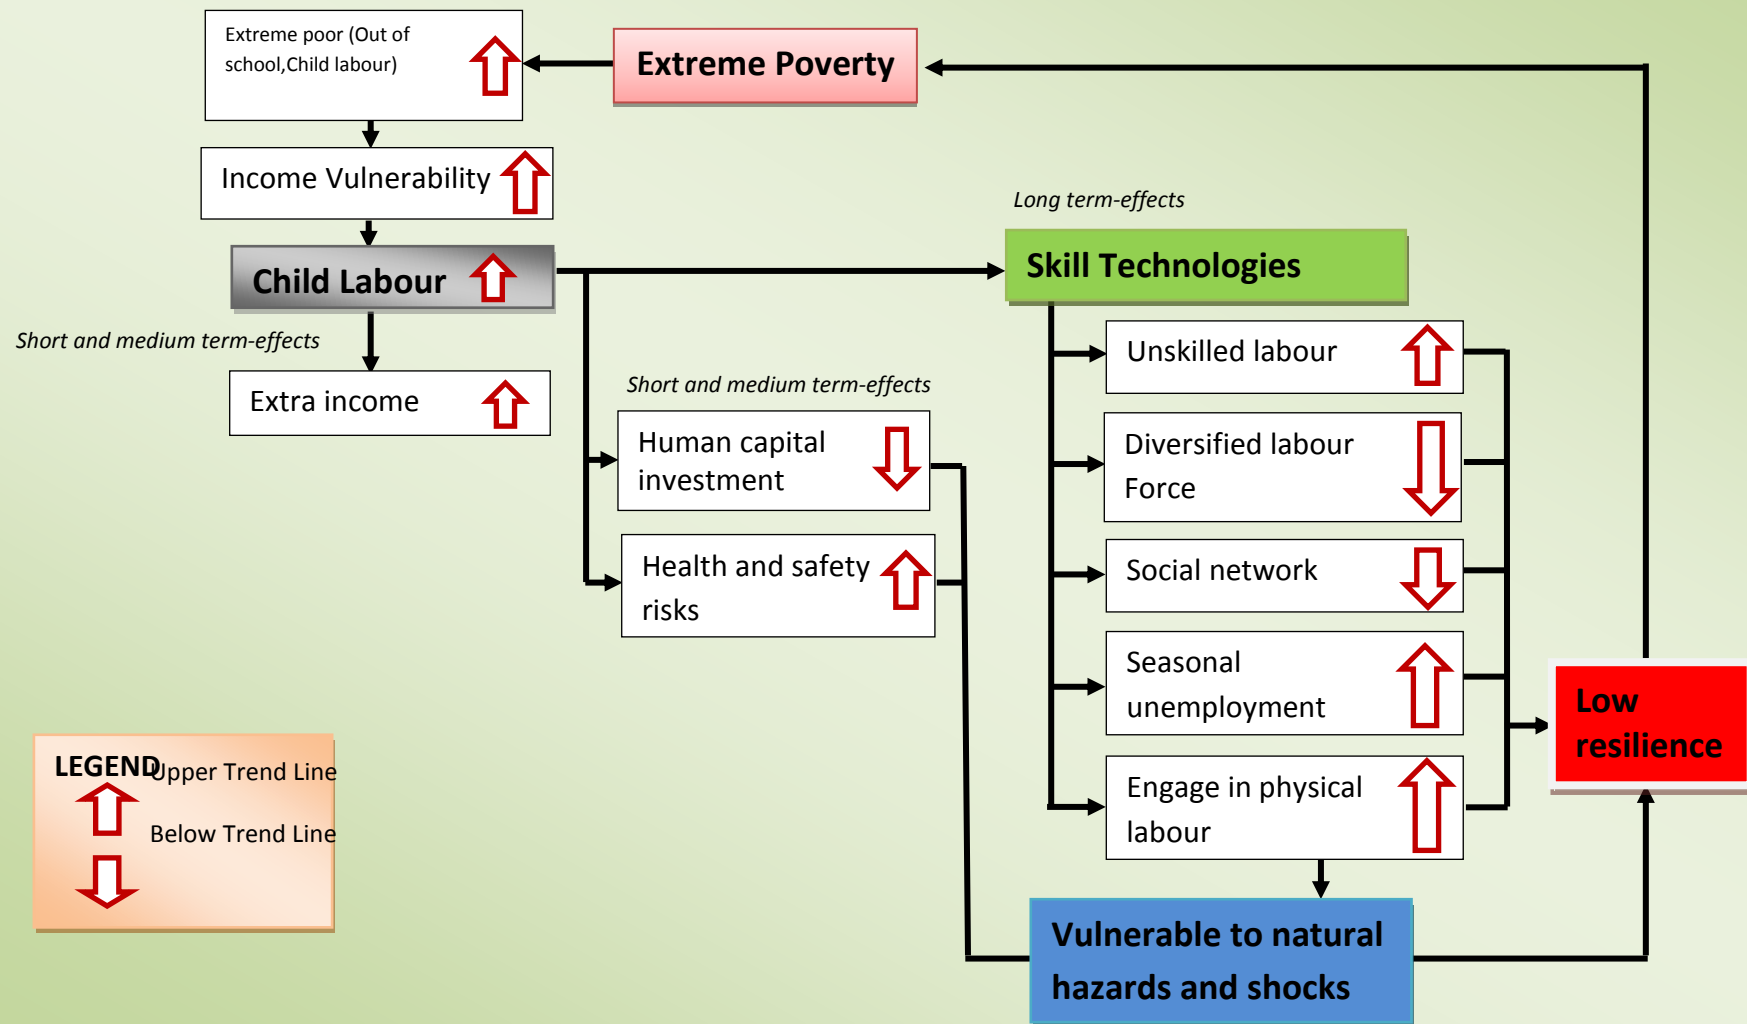 Extreme poor (Out of
school,Child labour)
Extreme Poverty
Income Vulnerability
Long term-effects
Child Labour
Skill Technologies
Short and medium term-effects
Extra income
Short and medium term-effects
Human capital
investment
Health and safety
risks
Unskilled labour
Diversified labour
Force
Social network
Seasonal
unemployment
Engage in physical
labour
Low
resilience
Vulnerable to natural
hazards and shocks
LEGEND
Upper Trend Line
Below Trend Line